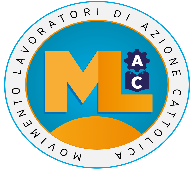 MOVIMENTO LAVORATORI DI AZIONE CATTOLICA
ML
A
C